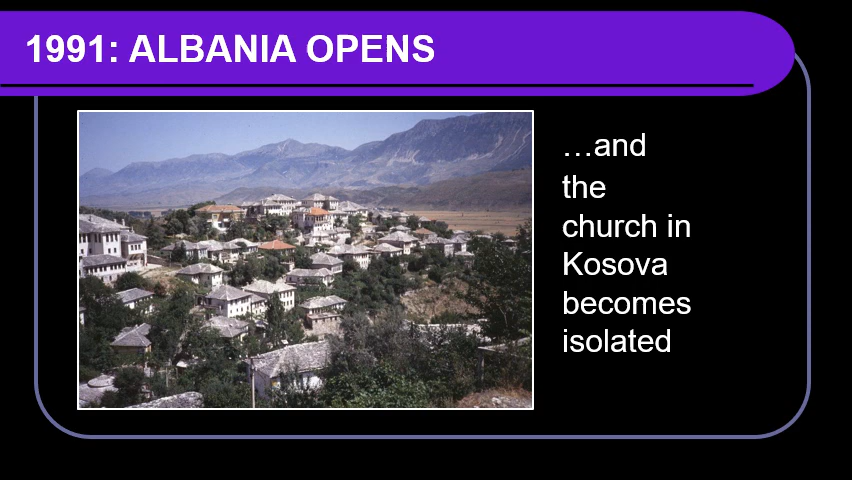 1991: ALBANIA OPENS
…and
the
church in
Kosova
becomes
isolated